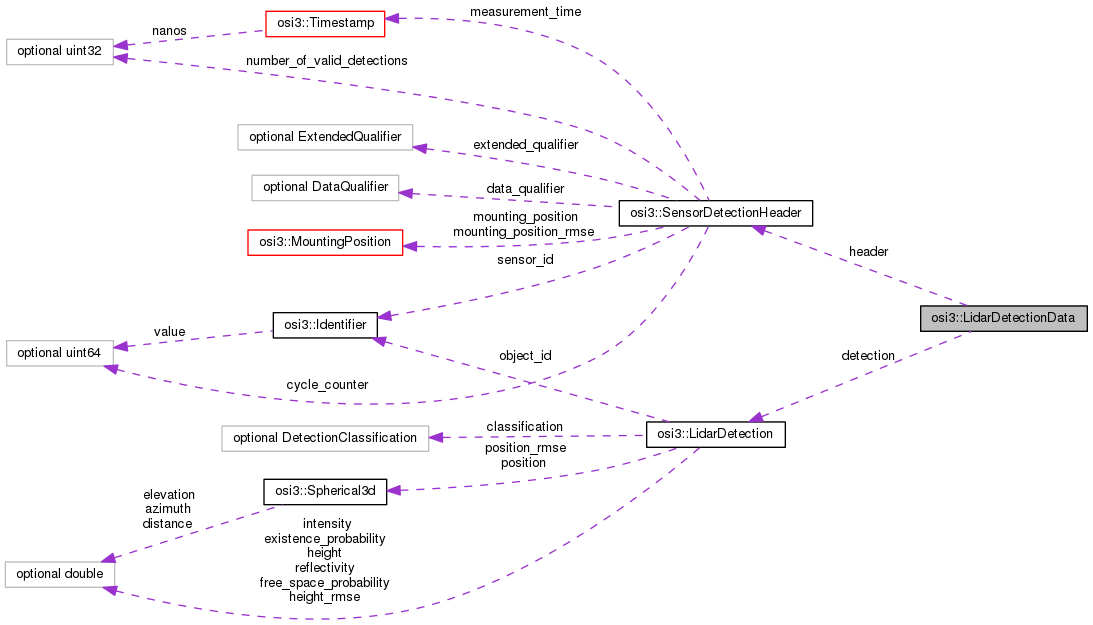 measurement_time
osi3::Timestamp
nanos
optional uint32
number_of_valid_detections
optional ExtendedQualifier
extended_qualifier
optional DataQualifier
data_qualifier
osi3::SensorDetectionHeader
mounting_position
mounting_position_rmse
osi3::MountingPosition
header
sensor_id
osi3::LidarDetectionData
osi3::Identifier
value
optional uint64
object_id
detection
cycle_counter
classification
optional DetectionClassification
osi3::LidarDetection
position_rmse
position
osi3::Spherical3d
elevation
azimuth
distance
intensity
existence_probability
height
reflectivity
free_space_probability
height_rmse
optional double